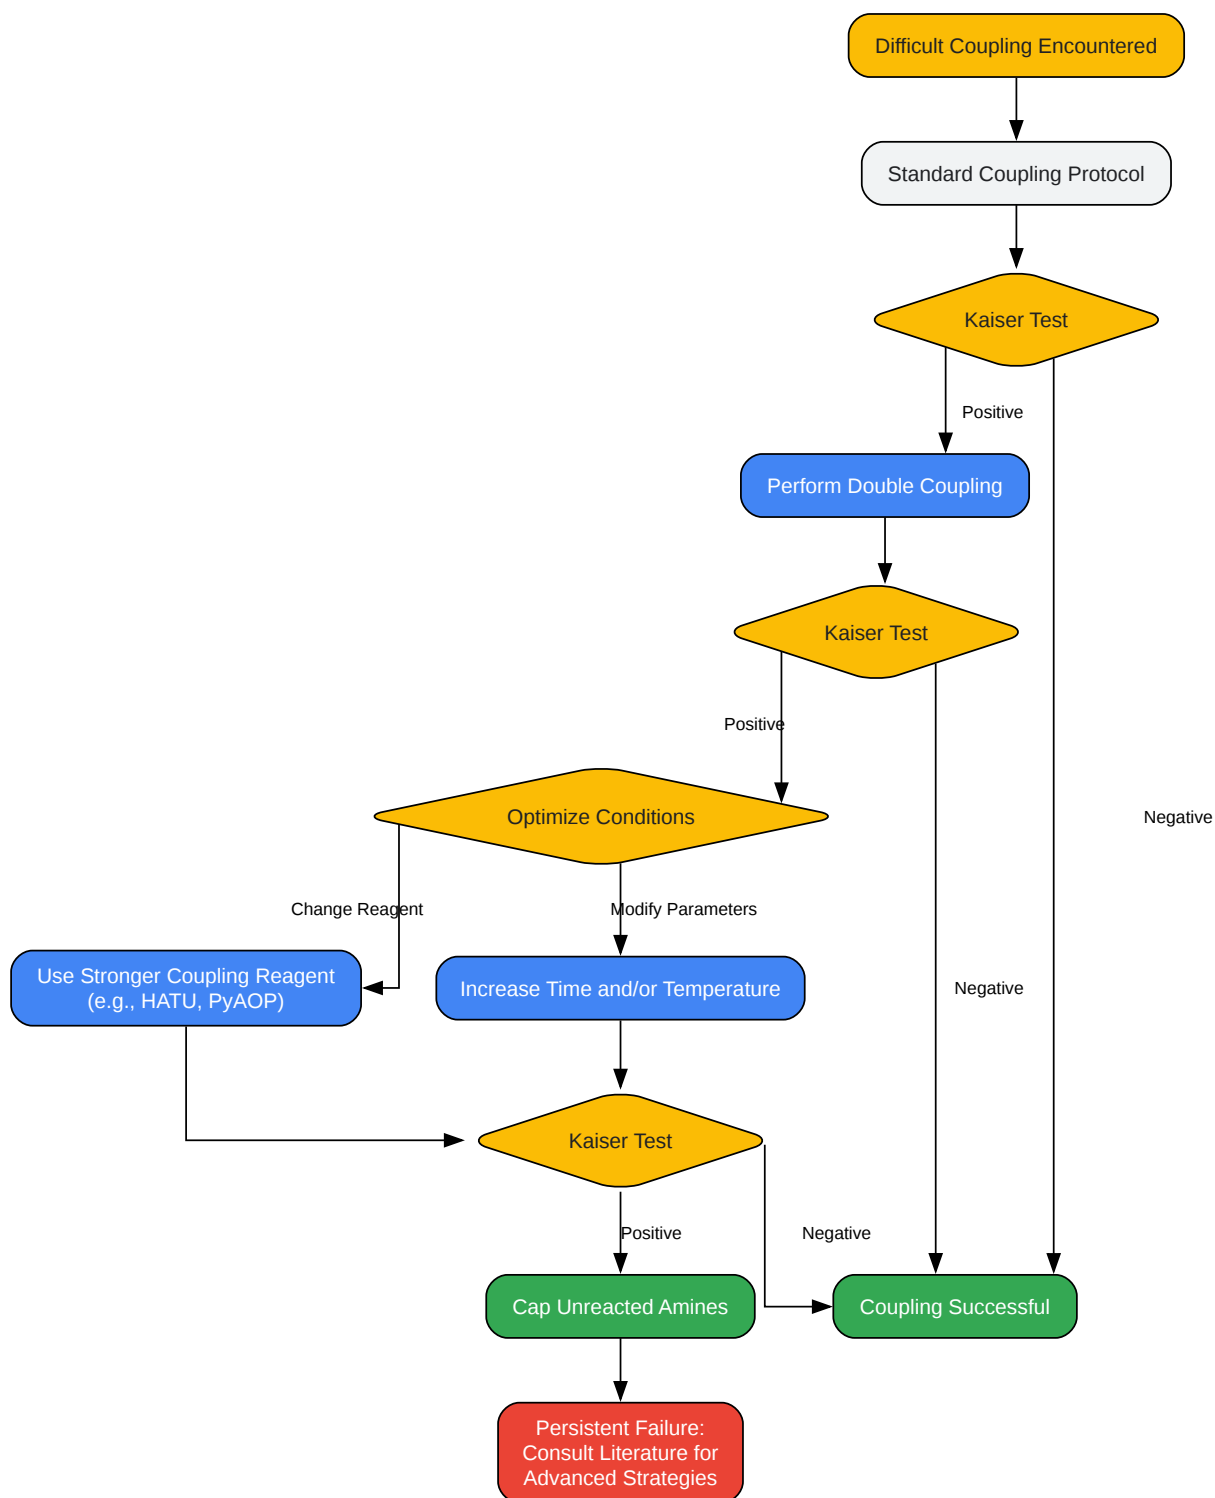 Difficult Coupling Encountered
Standard Coupling Protocol
Kaiser Test
Positive
Perform Double Coupling
Kaiser Test
Positive
Optimize Conditions
Negative
Change Reagent
Modify Parameters
Use Stronger Coupling Reagent
(e.g., HATU, PyAOP)
Increase Time and/or Temperature
Negative
Kaiser Test
Positive
Negative
Cap Unreacted Amines
Coupling Successful
Persistent Failure:
Consult Literature for
Advanced Strategies